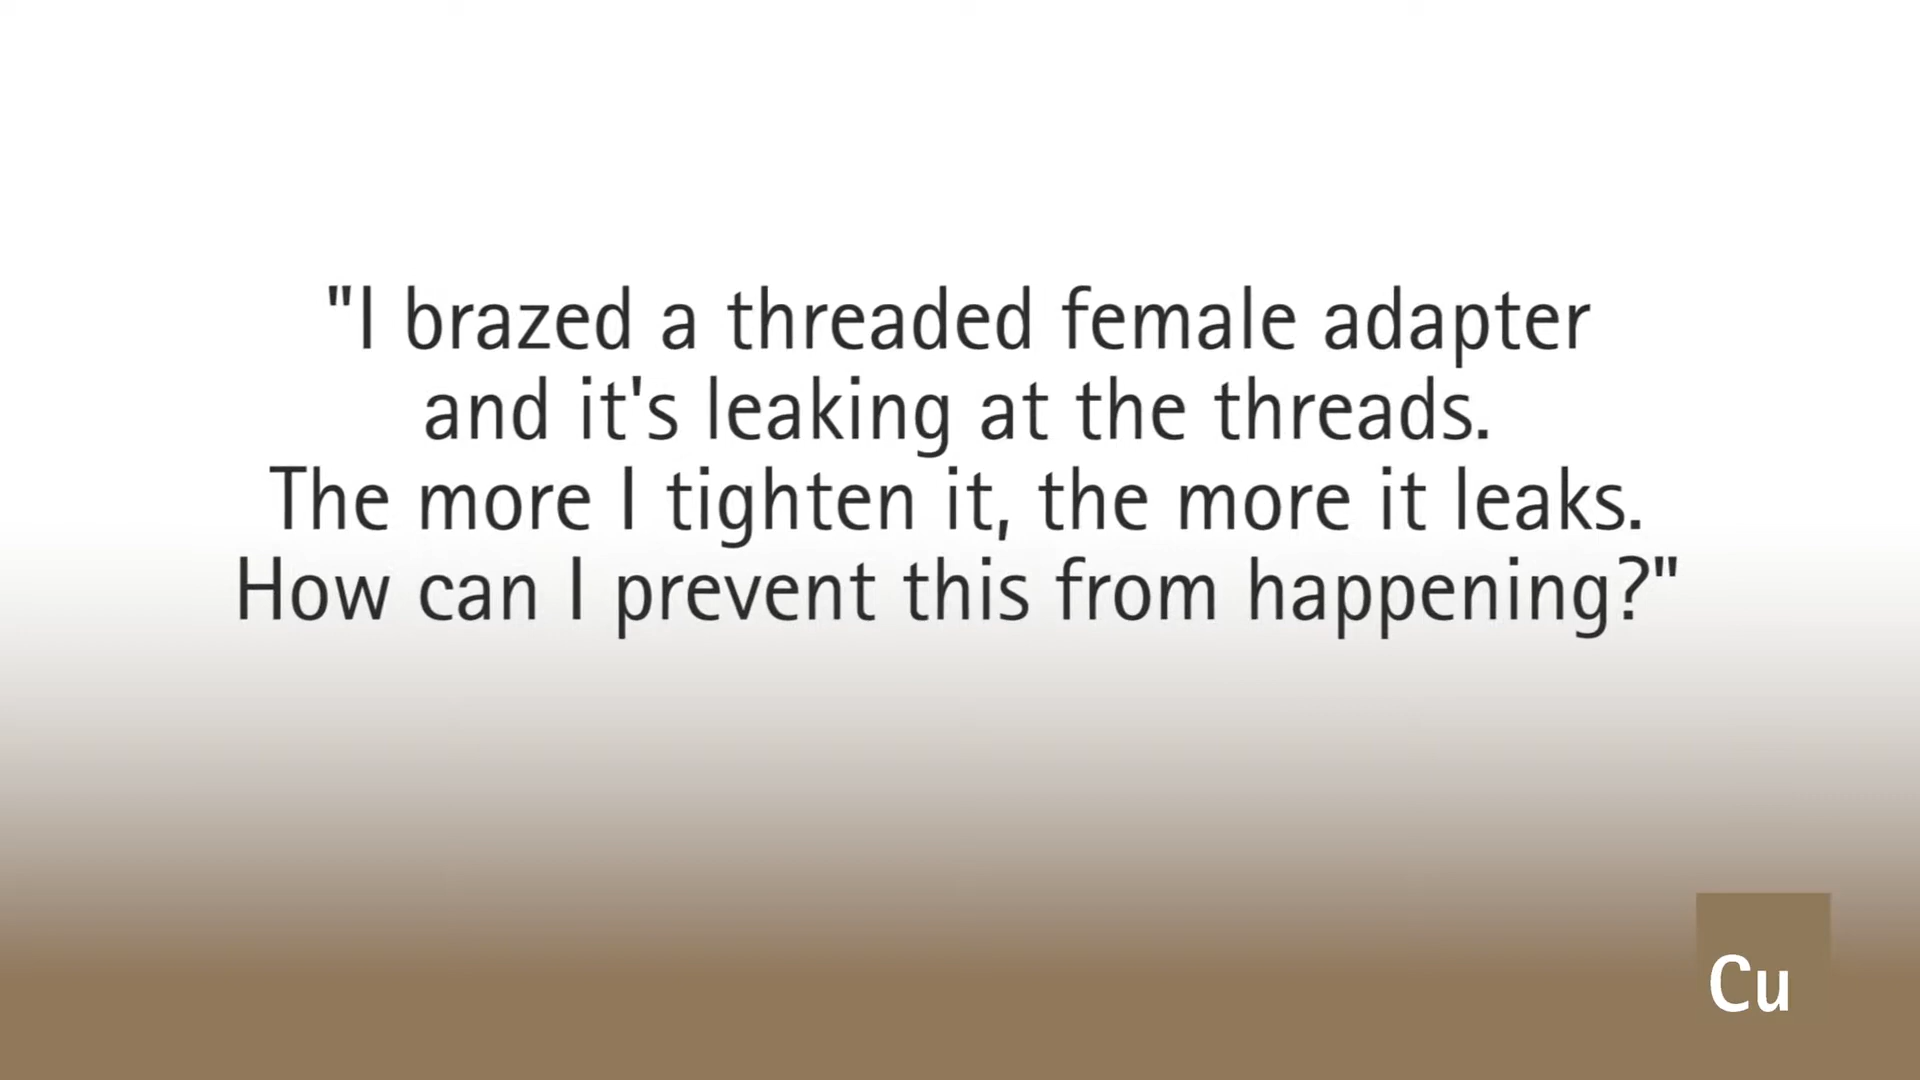 "I brazed a threaded female adapter
and it's leaking at the threads.
The more I tighten it, the more it leaks.
How can I prevent this from happening?"
Cu